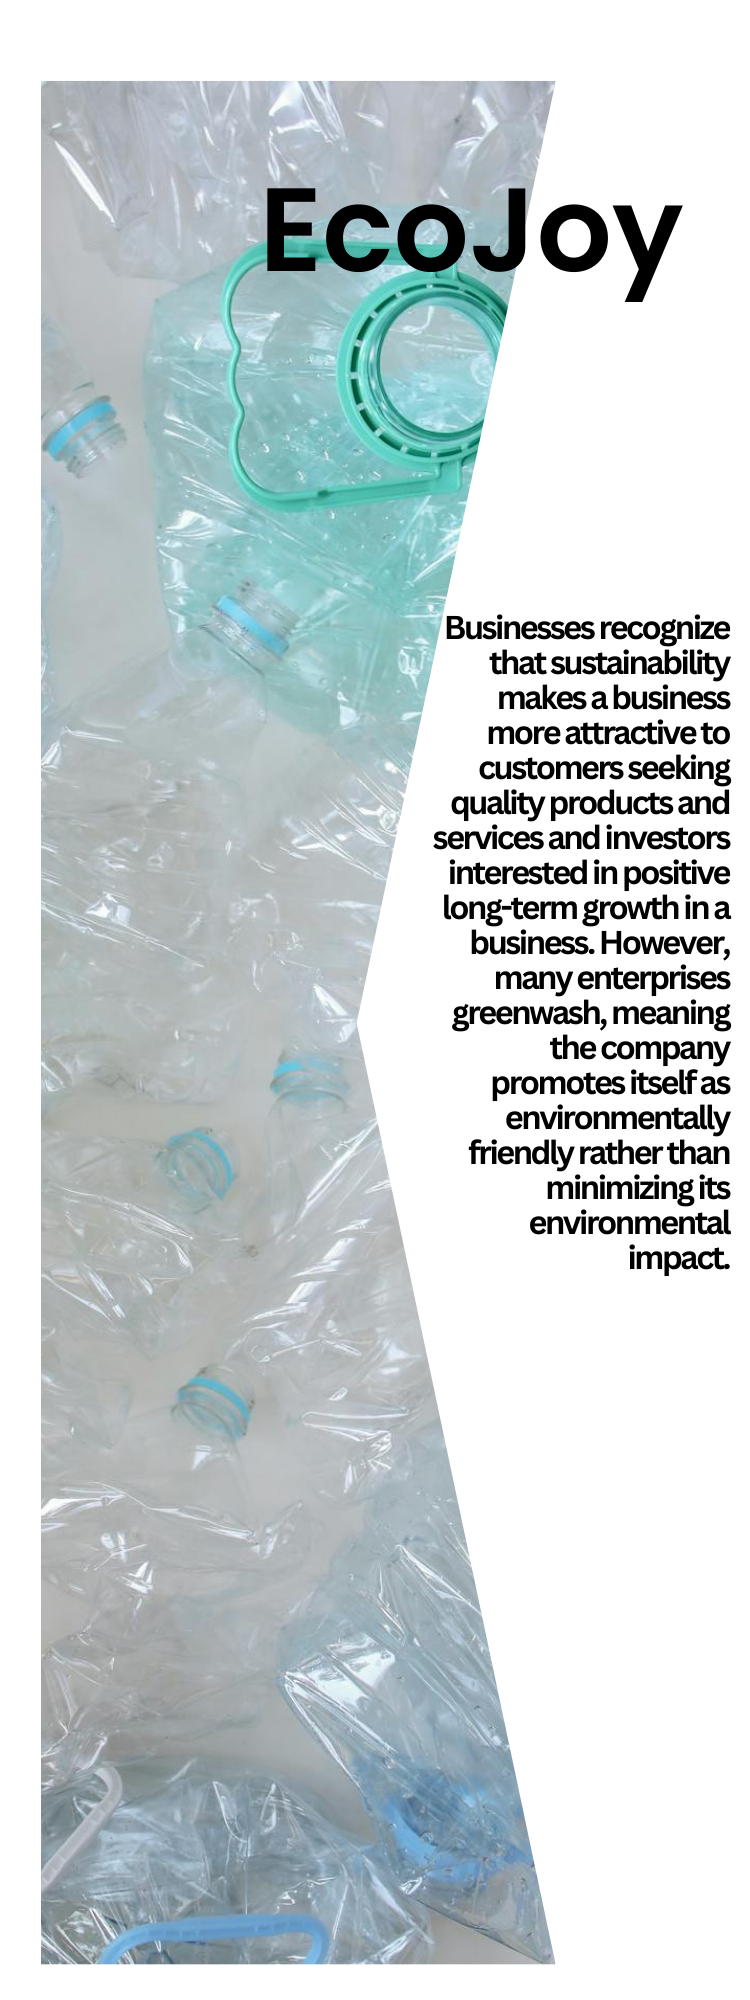 EcoJoy
Businesses recognize
that sustainability
makes a business
more attractive to
customers seeking
quality products and
services and investors
interested in positive
long-term growth in a
business. However,
many enterprises
greenwash, meaning
the company
promotes itself as
environmentally
friendly rather than
minimizing its
environmental
impact.